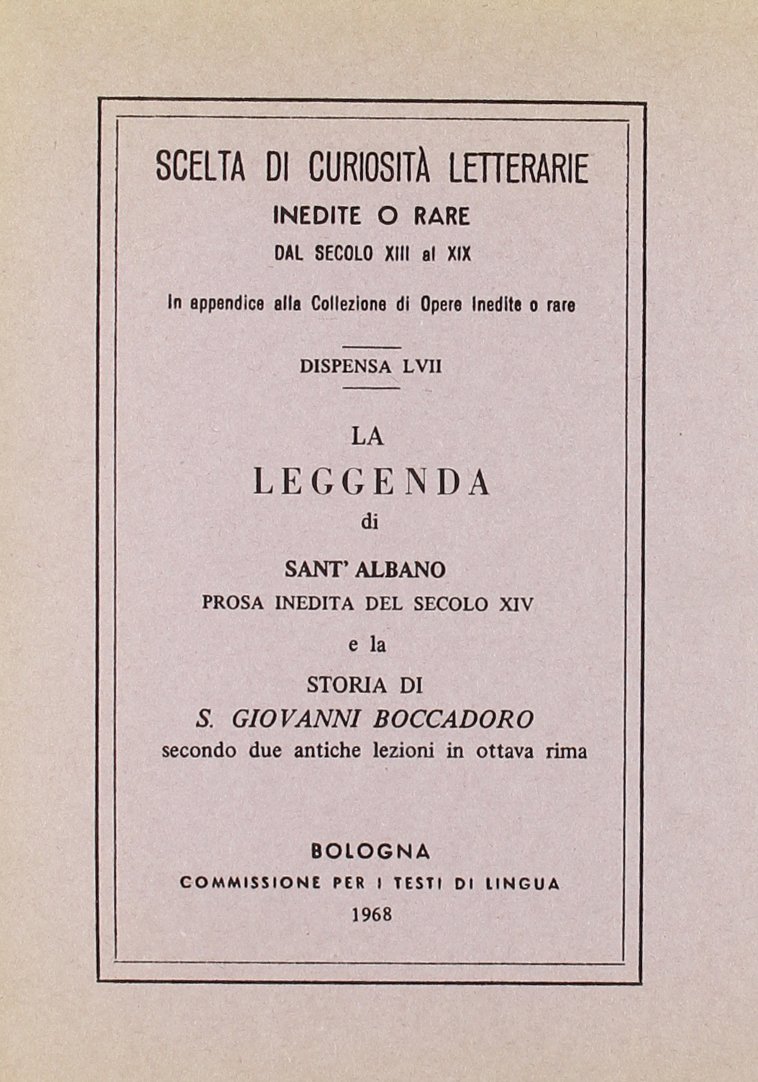 SCELTA DI CURIOSITÀ LETTERARIE
INEDITE O RARE
DAL SECOLO XIII al XIX
In appendice alla Collezione di Opere Inedite o rare
DISPENSA LVII
LA
LEGGENDA
di
SANT' ALBANO
PROSA INEDITA DEL SECOLO XIV
e la
STORIA DI
S. GIOVANNI BOCCADORO
secondo due antiche lezioni in ottava rima
BOLOGNA
COMMISSIONE PER I TESTI DI LINGUA
1968